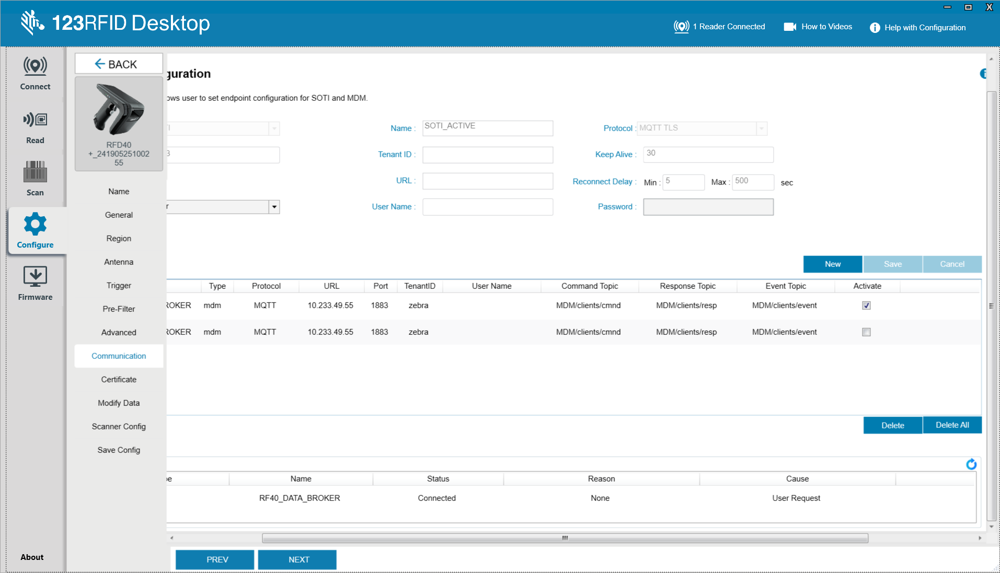 123RFID Desktop
1 Reader Connected
How to Videos
Help with Configuration
Connect
Read
Scan
Configure
Firmware
About
BACK
RFD40
+_241905251002
55
Name
General
Region
Antenna
Trigger
Pre-Filter
Advanced
Communication
Certificate
Modify Data
Scanner Config
Save Config
guration
ows user to set endpoint configuration for SOTI and MDM.
TI Name : SOTI_ACTIVE Protocol : MQTT TLS
3 Tenant ID : Keep Alive : 30
URL : Reconnect Delay : Min : 5 Max : 500 sec
r User Name : Password :
New Save Cancel
Type Protocol URL Port TenantID User Name Command Topic Response Topic Event Topic Activate
ROKER mdm MQTT 10.233.49.55 1883 zebra MDM/clients/cmnd MDM/clients/resp MDM/clients/event
ROKER mdm MQTT 10.233.49.55 1883 zebra MDM/clients/cmnd MDM/clients/resp MDM/clients/event
Delete Delete All
pe Name Status Reason Cause
RF40_DATA_BROKER Connected None User Request
PREV NEXT